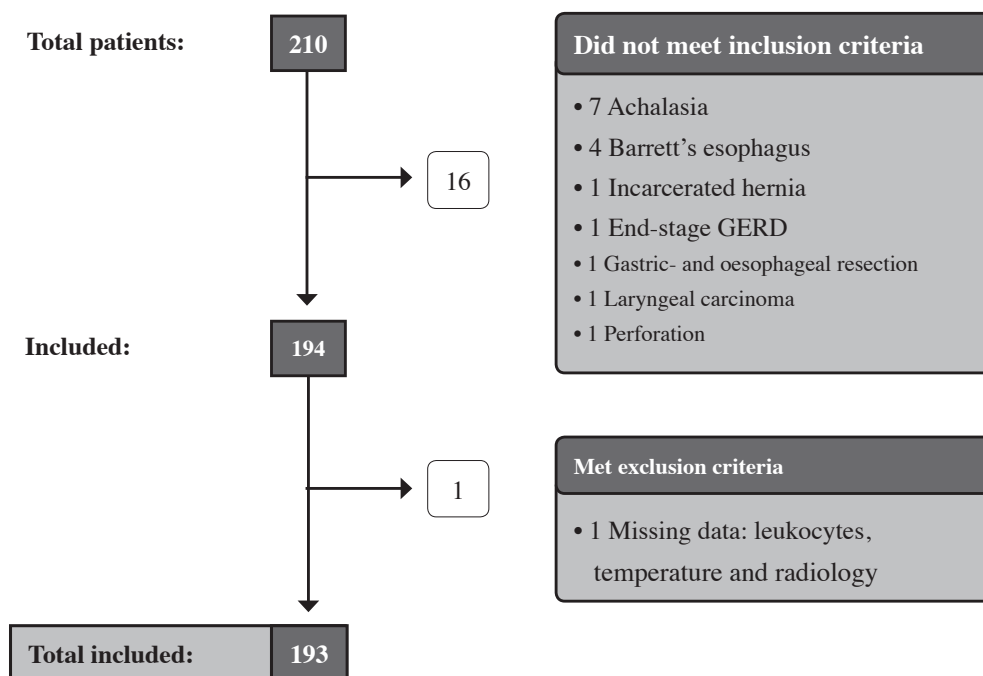 Total patients:
210
16
Included:
194
1
Total included:
193
Did not meet inclusion criteria
• 7 Achalasia
• 4 Barrett’s esophagus
• 1 Incarcerated hernia
• 1 End-stage GERD
• 1 Gastric- and oesophageal resection
• 1 Laryngeal carcinoma
• 1 Perforation
Met exclusion criteria
• 1 Missing data: leukocytes,
temperature and radiology